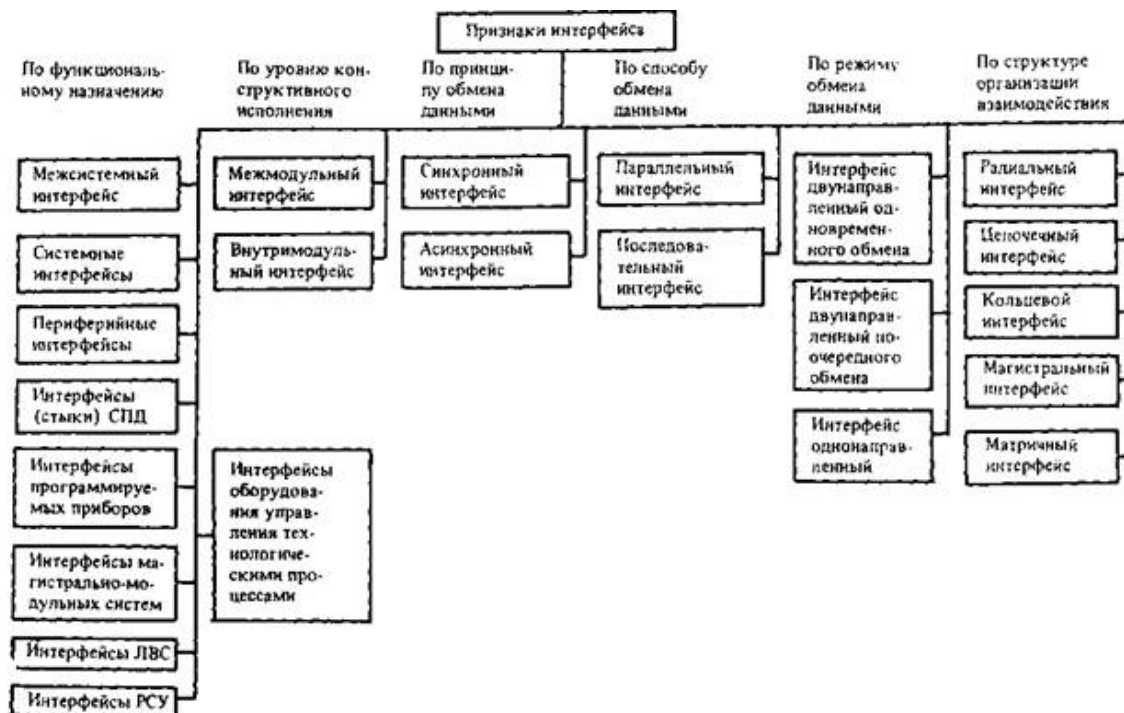 Признаки интерфейса
По функциональ-
ному назначению
По уровню кон-
структивного
исполнения
По принци-
пу обмена
данными
По способу
обмена
данными
По режиму
обмена
данными
По структуре
организации
взаимодействия
Межсистемный
интерфейс
Системные
интерфейсы
Периферийные
интерфейсы
Интерфейсы
(стыки) СПД
Интерфейсы
программируе-
мых приборов
Интерфейсы ма-
гистрально-мо-
дульных систем
Интерфейсы ЛВС
Интерфейсы РСУ
Межмодульный
интерфейс
Внутримодуль-
ный интерфейс
Интерфейсы
оборудова-
ния управ-
ления тех-
нологиче-
скими про-
цессами
Синхронный
интерфейс
Асинхронный
интерфейс
Параллельный
интерфейс
Последова-
тельный
интерфейс
Интерфейс
двунаправ-
ленный од-
новремен-
ного обмена
Интерфейс
двунаправ-
ленный по-
очередного
обмена
Интерфейс
однонаправ-
ленный
Радиальный
интерфейс
Цепочечный
интерфейс
Кольцевой
интерфейс
Магистральный
интерфейс
Матричный
интерфейс